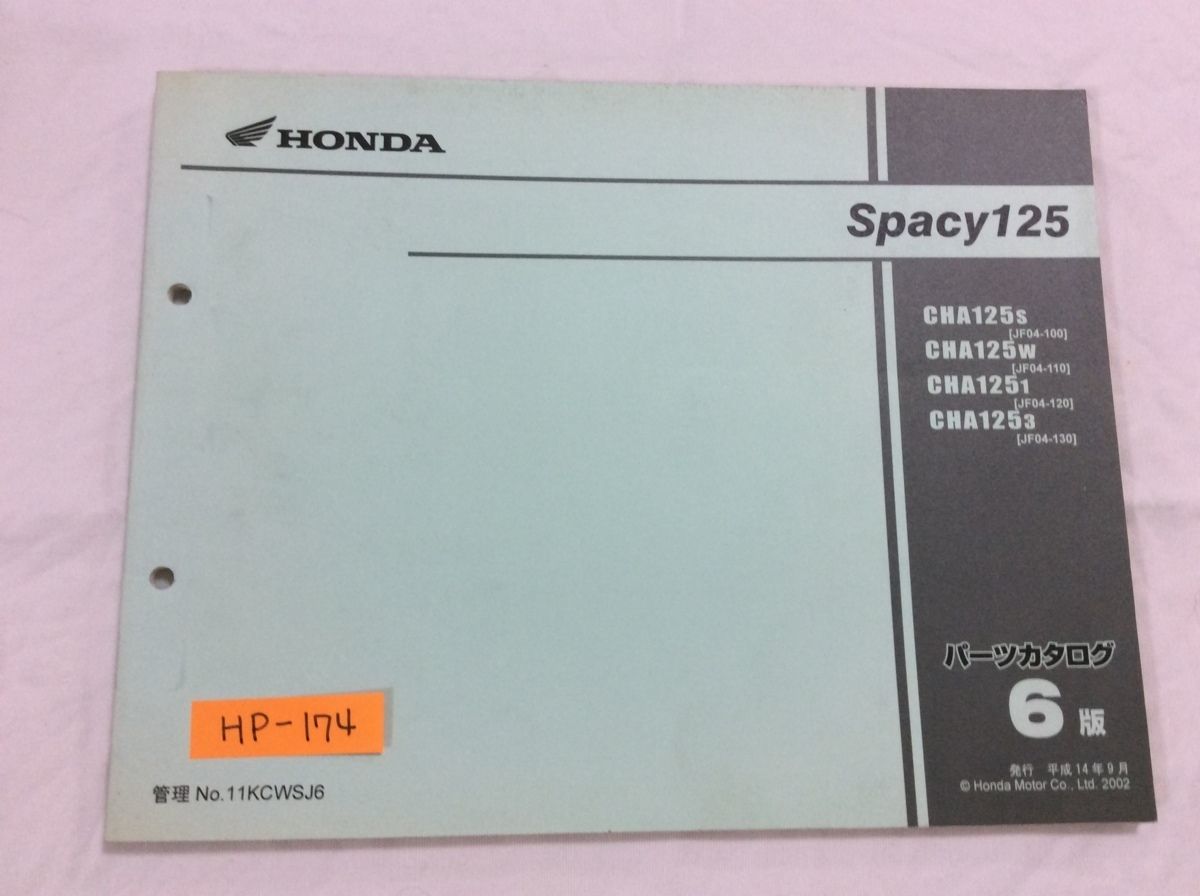 HONDA
Spacy125
CHA125S
[JF04-100]
CHA125W
[JF04-110]
CHA1251
[JF04-120]
CHA1253
[JF04-130]
パーツカタログ
6版
発行 平成14年9月
© Honda Motor Co., Ltd. 2002
HP-174
管理 No.11KCWSJ6